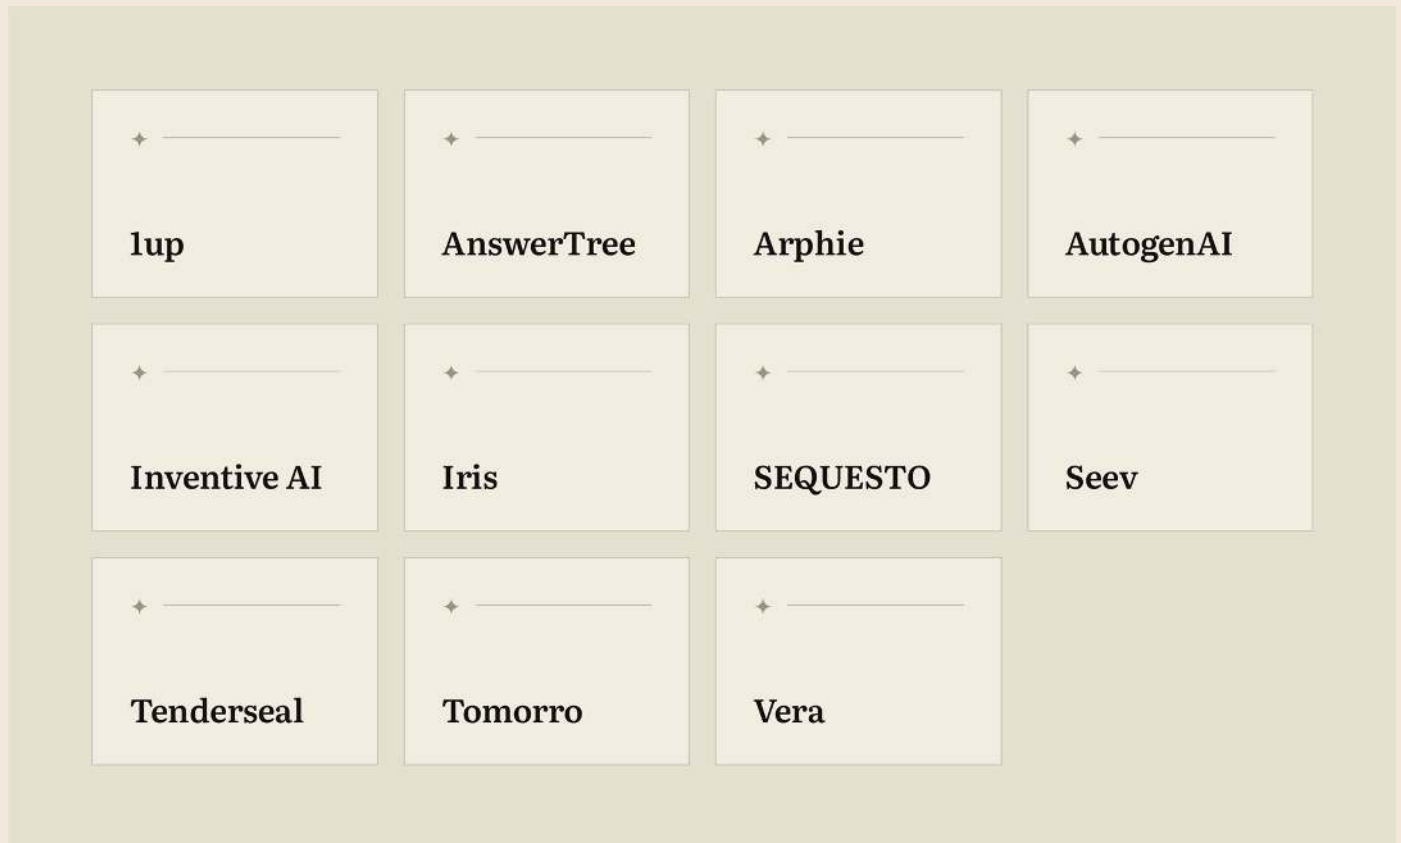 1up
AnswerTree
Arphie
AutogenAI
Inventive AI
Iris
SEQUESTO
Seev
Tenderseal
Tomorro
Vera